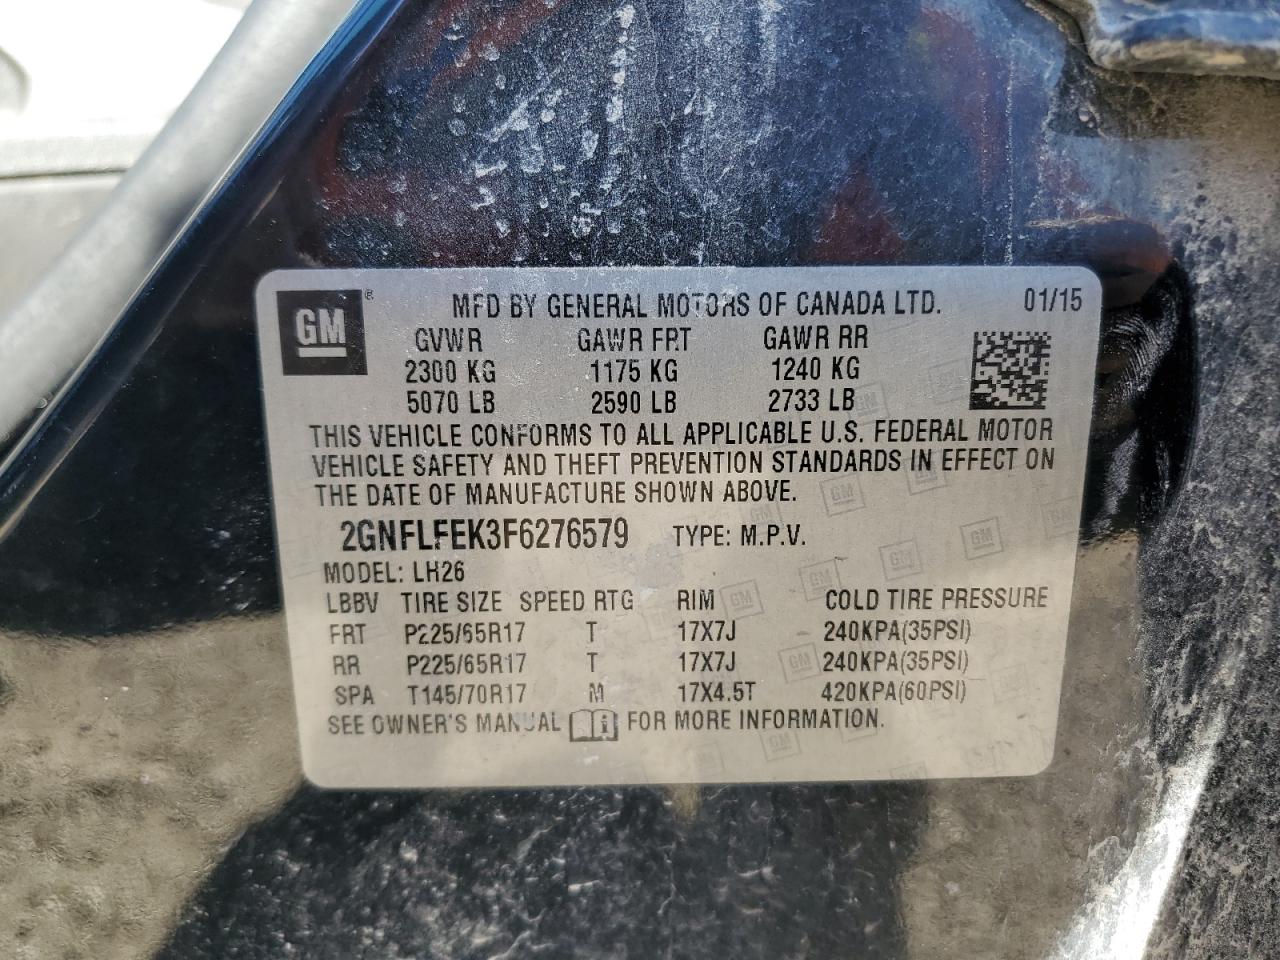 GM ® MFD BY GENERAL MOTORS OF CANADA LTD. 01/15
GVWR GAWR FRT GAWR RR
2300 KG 1175 KG 1240 KG
5070 LB 2590 LB 2733 LB
THIS VEHICLE CONFORMS TO ALL APPLICABLE U.S. FEDERAL MOTOR
VEHICLE SAFETY AND THEFT PREVENTION STANDARDS IN EFFECT ON
THE DATE OF MANUFACTURE SHOWN ABOVE.
2GNFLFEK3F6276579 TYPE: M.P.V.
MODEL: LH26
LBBV TIRE SIZE SPEED RTG RIM COLD TIRE PRESSURE
FRT P225/65R17 T 17X7J 240KPA(35PSI)
RR P225/65R17 T 17X7J 240KPA(35PSI)
SPA T145/70R17 M 17X4.5T 420KPA(60PSI)
SEE OWNER'S MANUAL i FOR MORE INFORMATION.